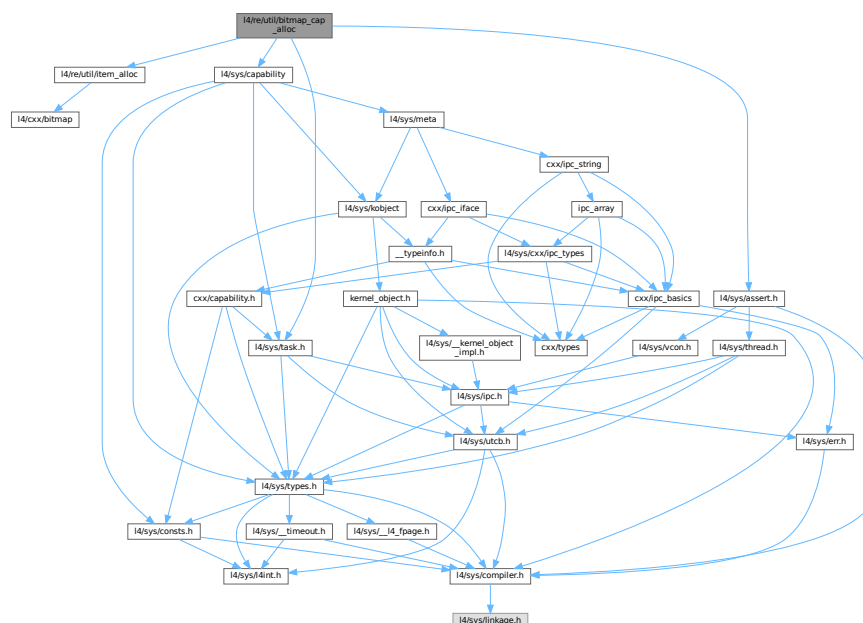 l4/re/util/bitmap_cap
_alloc
l4/re/util/item_alloc
l4/sys/capability
l4/cxx/bitmap
l4/sys/meta
cxx/ipc_string
l4/sys/kobject
cxx/ipc_iface
ipc_array
__typeinfo.h
l4/sys/cxx/ipc_types
cxx/capability.h
kernel_object.h
cxx/ipc_basics
l4/sys/assert.h
l4/sys/task.h
l4/sys/__kernel_object
_impl.h
cxx/types
l4/sys/vcon.h
l4/sys/thread.h
l4/sys/ipc.h
l4/sys/utcb.h
l4/sys/err.h
l4/sys/types.h
l4/sys/consts.h
l4/sys/__timeout.h
l4/sys/__l4_fpage.h
l4/sys/l4int.h
l4/sys/compiler.h
l4/sys/linkage.h